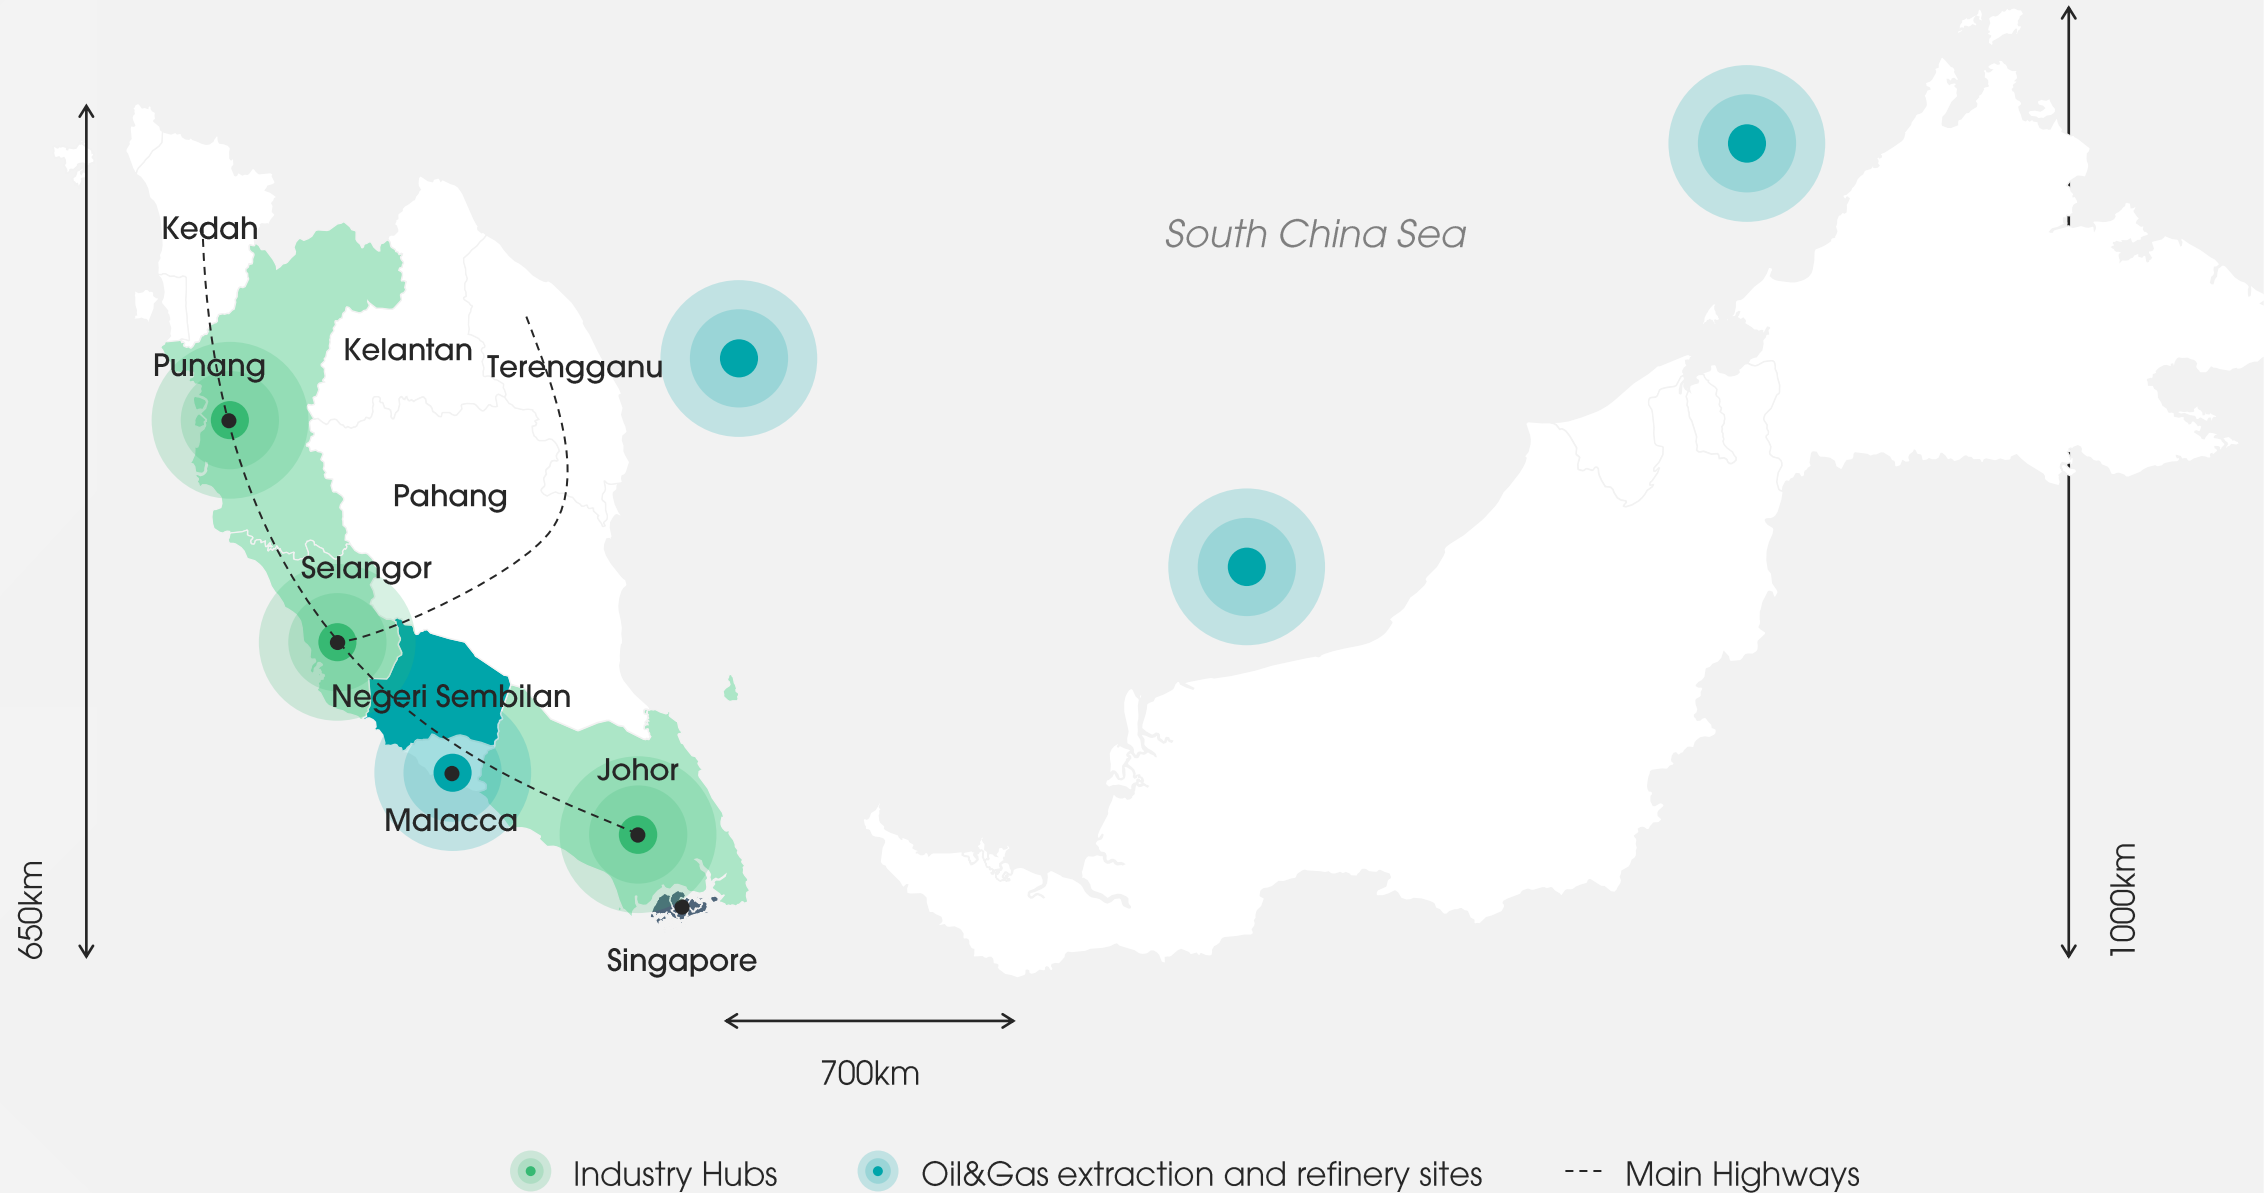 Kedah
South China Sea
Punang
Kelantan
Terengganu
Pahang
Selangor
Negeri Sembilan
Johor
Malacca
650km
1000km
Singapore
700km
Industry Hubs
Oil&Gas extraction and refinery sites
Main Highways